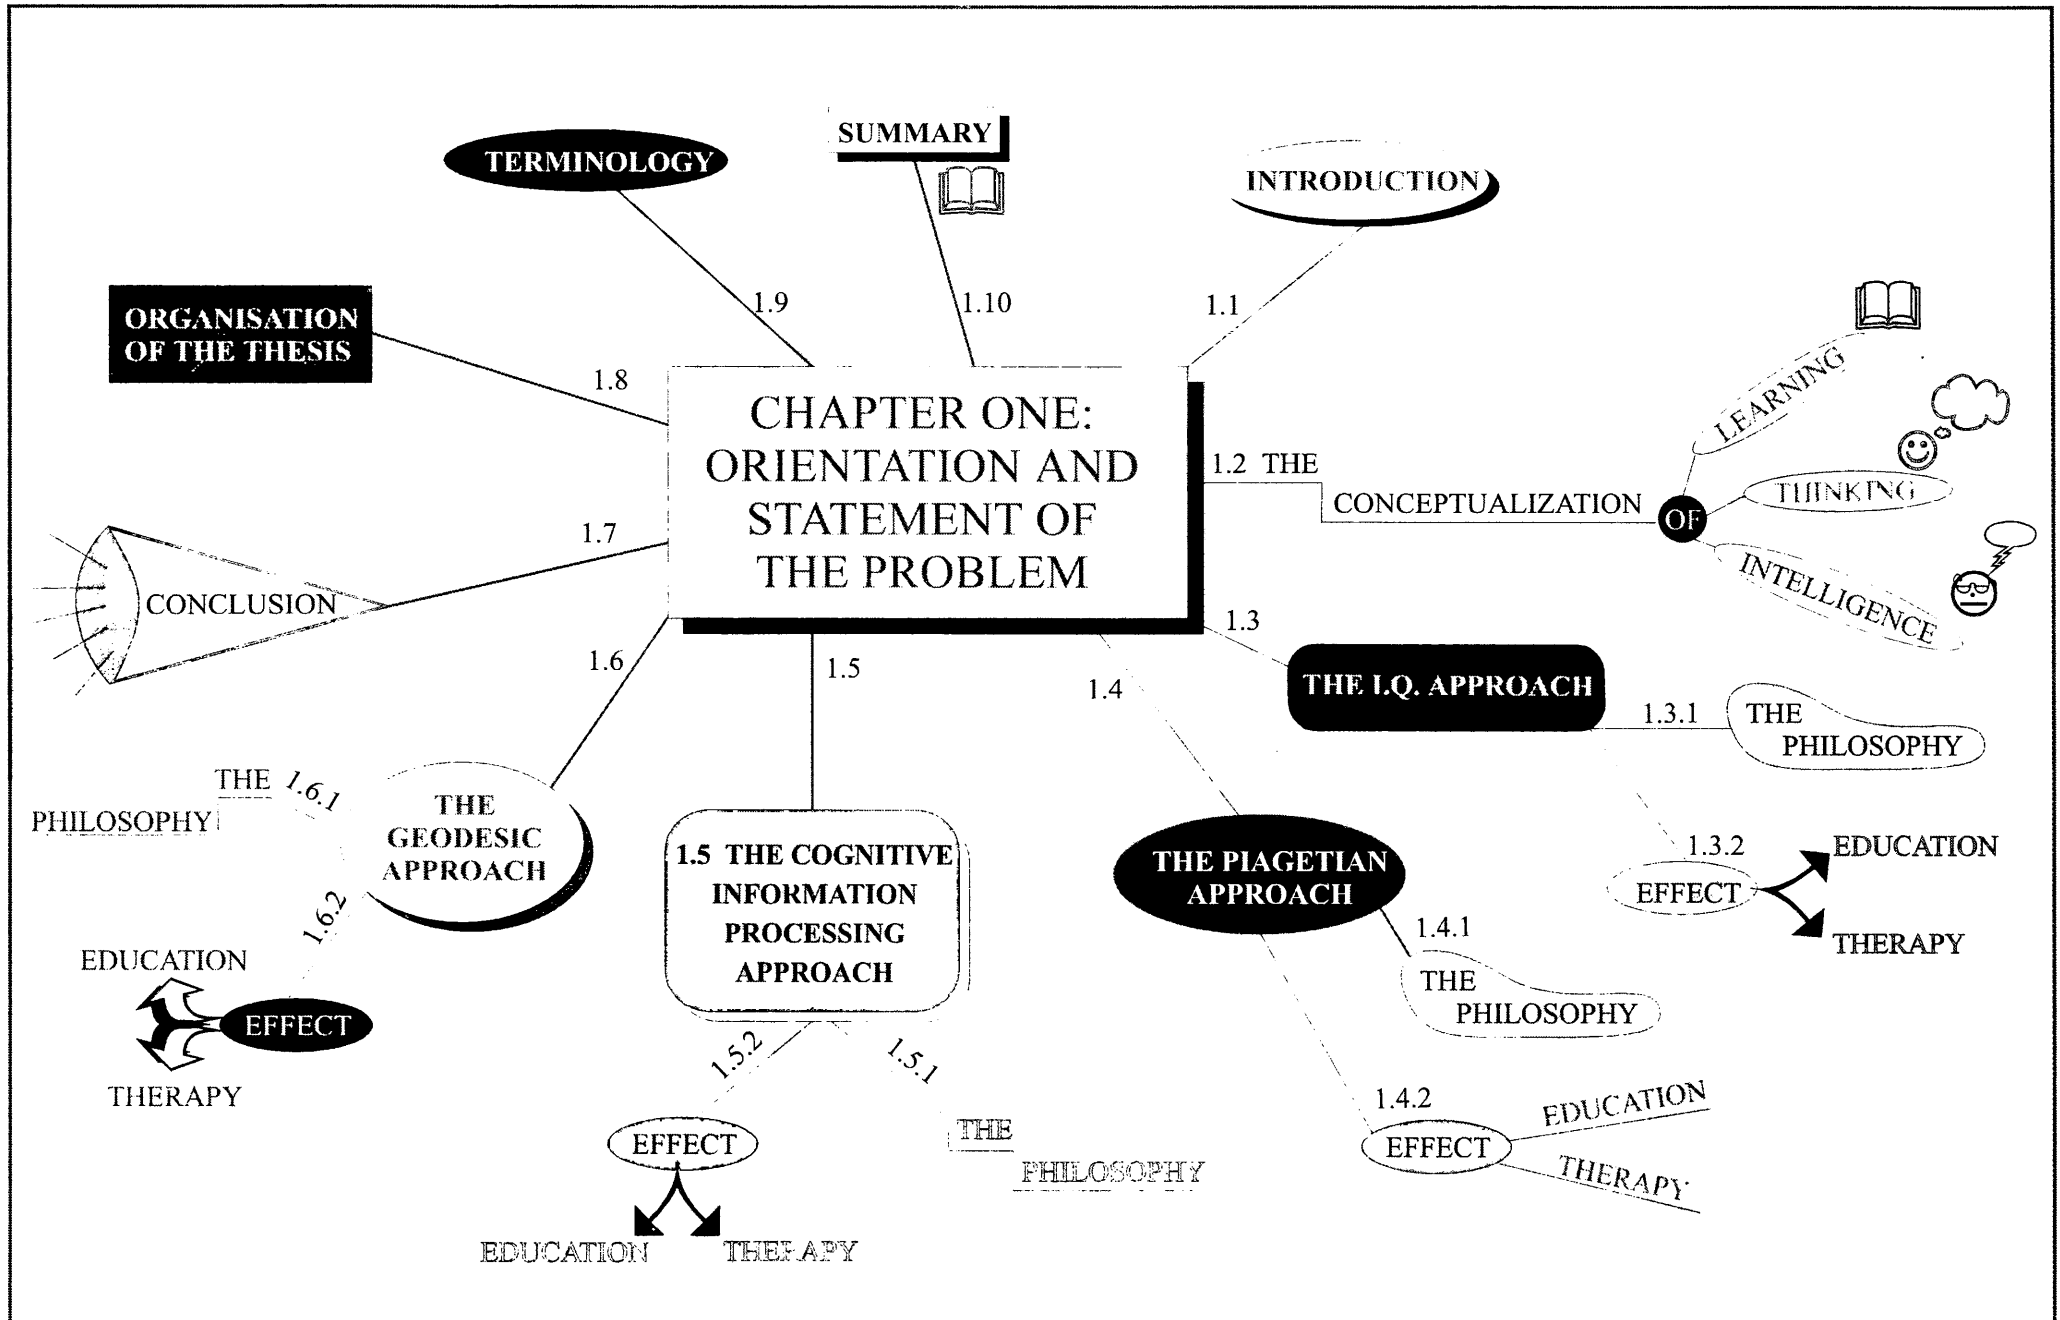 CHAPTER ONE:
ORIENTATION AND
STATEMENT OF
THE PROBLEM
1.1
INTRODUCTION
1.2 THE
CONCEPTUALIZATION
OF
LEARNING
THINKING
INTELLIGENCE
1.3
THE I.Q. APPROACH
1.3.1
THE
PHILOSOPHY
1.3.2
EFFECT
EDUCATION
THERAPY
1.4
THE PIAGETIAN
APPROACH
1.4.1
THE
PHILOSOPHY
1.4.2
EFFECT
EDUCATION
THERAPY
1.5
1.5 THE COGNITIVE
INFORMATION
PROCESSING
APPROACH
1.5.1
THE
PHILOSOPHY
1.5.2
EFFECT
EDUCATION
THERAPY
1.6
THE
GEODESIC
APPROACH
1.6.1
THE
PHILOSOPHY
1.6.2
EFFECT
EDUCATION
THERAPY
1.7
CONCLUSION
1.8
ORGANISATION
OF THE THESIS
1.9
TERMINOLOGY
1.10
SUMMARY